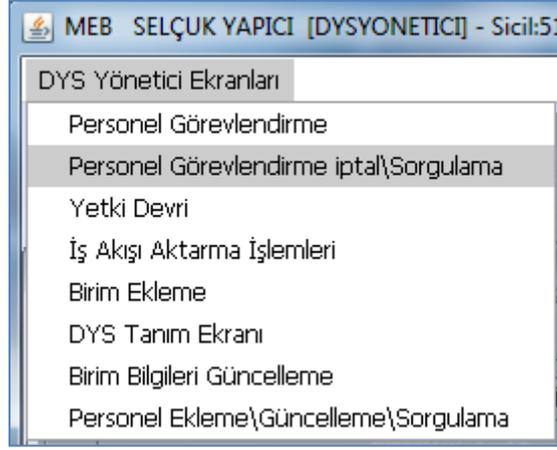 MEB SELÇUK YAPICI [DYSYONETICI] - Sicil:51
DYS Yönetici Ekranları
Personel Görevlendirme
Personel Görevlendirme iptal\Sorgulama
Yetki Devri
İş Akışı Aktarma İşlemleri
Birim Ekleme
DYS Tanım Ekranı
Birim Bilgileri Güncelleme
Personel Ekleme\Güncelleme\Sorgulama